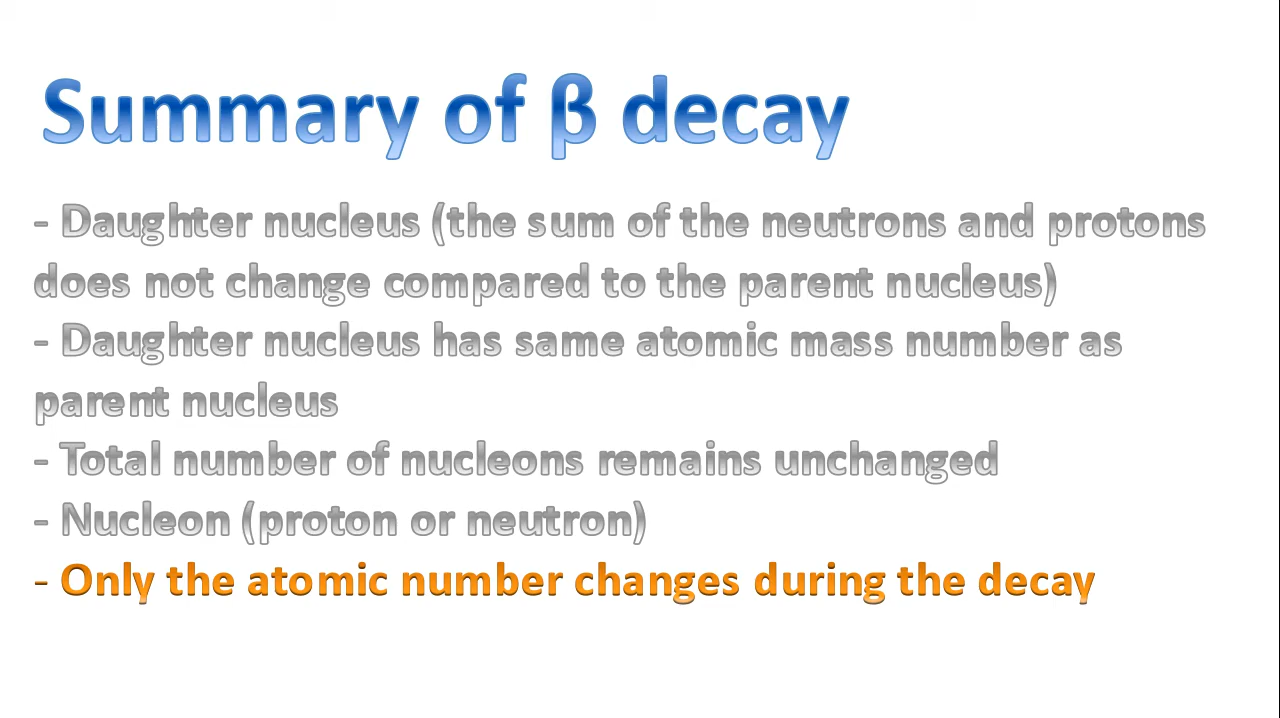 Summary of β decay
- Daughter nucleus (the sum of the neutrons and protons
does not change compared to the parent nucleus)
- Daughter nucleus has same atomic mass number as
parent nucleus
- Total number of nucleons remains unchanged
- Nucleon (proton or neutron)
- Only the atomic number changes during the decay